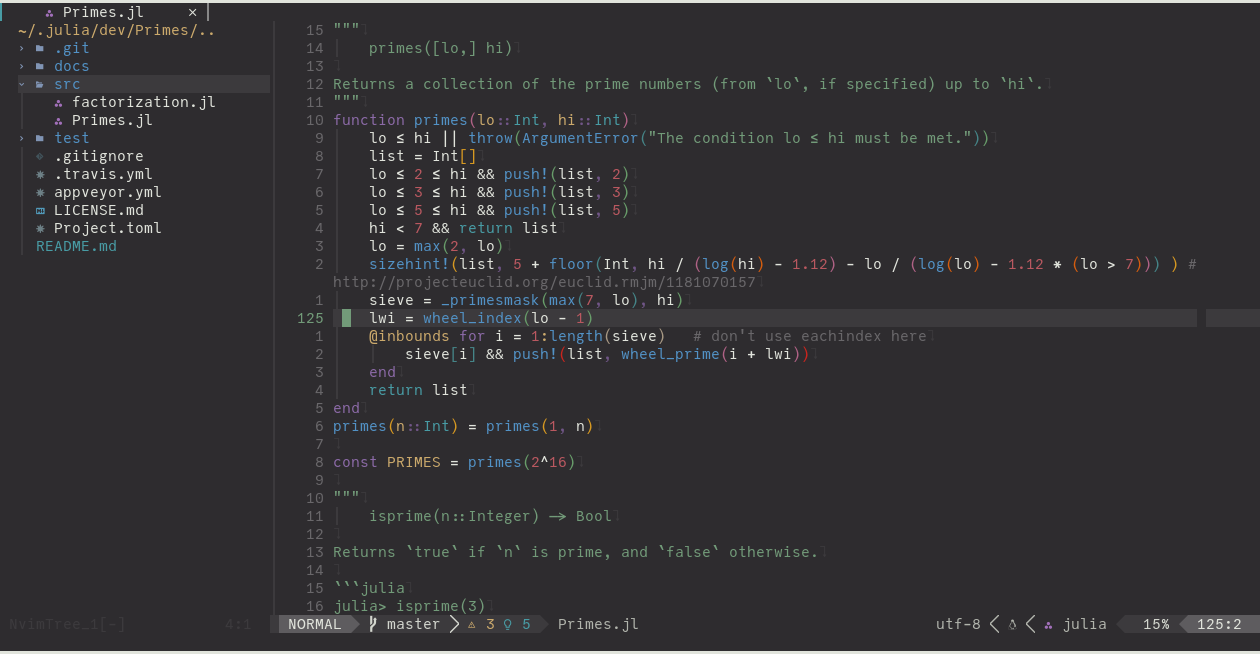 Primes.jl ×
~/.julia/dev/Primes/..
.git
docs
src
factorization.jl
Primes.jl
test
.gitignore
.travis.yml
appveyor.yml
LICENSE.md
Project.toml
README.md
15 """
14     primes([lo,] hi)
13
12 Returns a collection of the prime numbers (from `lo`, if specified) up to `hi`.
11 """
10 function primes(lo::Int, hi::Int)
9     lo ≤ hi || throw(ArgumentError("The condition lo ≤ hi must be met."))
8     list = Int[]
7     lo ≤ 2 ≤ hi && push!(list, 2)
6     lo ≤ 3 ≤ hi && push!(list, 3)
5     lo ≤ 5 ≤ hi && push!(list, 5)
4     hi < 7 && return list
3     lo = max(2, lo)
2     sizehint!(list, 5 + floor(Int, hi / (log(hi) - 1.12) - lo / (log(lo) - 1.12 * (lo > 7))) ) #
http://projecteuclid.org/euclid.rmjm/1181070157
1     sieve = _primesmask(max(7, lo), hi)
125     lwi = wheel_index(lo - 1)
1     @inbounds for i = 1:length(sieve)   # don't use eachindex here
2         sieve[i] && push!(list, wheel_prime(i + lwi))
3     end
4     return list
5 end
6 primes(n::Int) = primes(1, n)
7
8 const PRIMES = primes(2^16)
9
10 """
11     isprime(n::Integer) -> Bool
12
13 Returns `true` if `n` is prime, and `false` otherwise.
14
15 ```julia
16 julia> isprime(3)
NvimTree_1[-] 4:1 NORMAL master ⚠ 3 5 Primes.jl utf-8 julia 15% 125:2